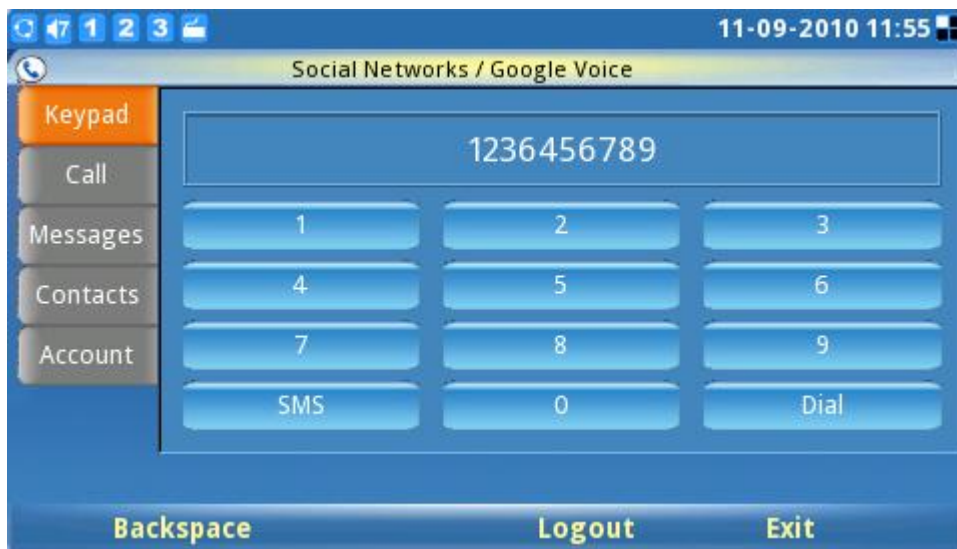 7 1 2 3 11-09-2010 11:55
Social Networks / Google Voice
Keypad
Call
Messages
Contacts
Account
1236456789
1 2 3
4 5 6
7 8 9
SMS 0 Dial
Backspace Logout Exit